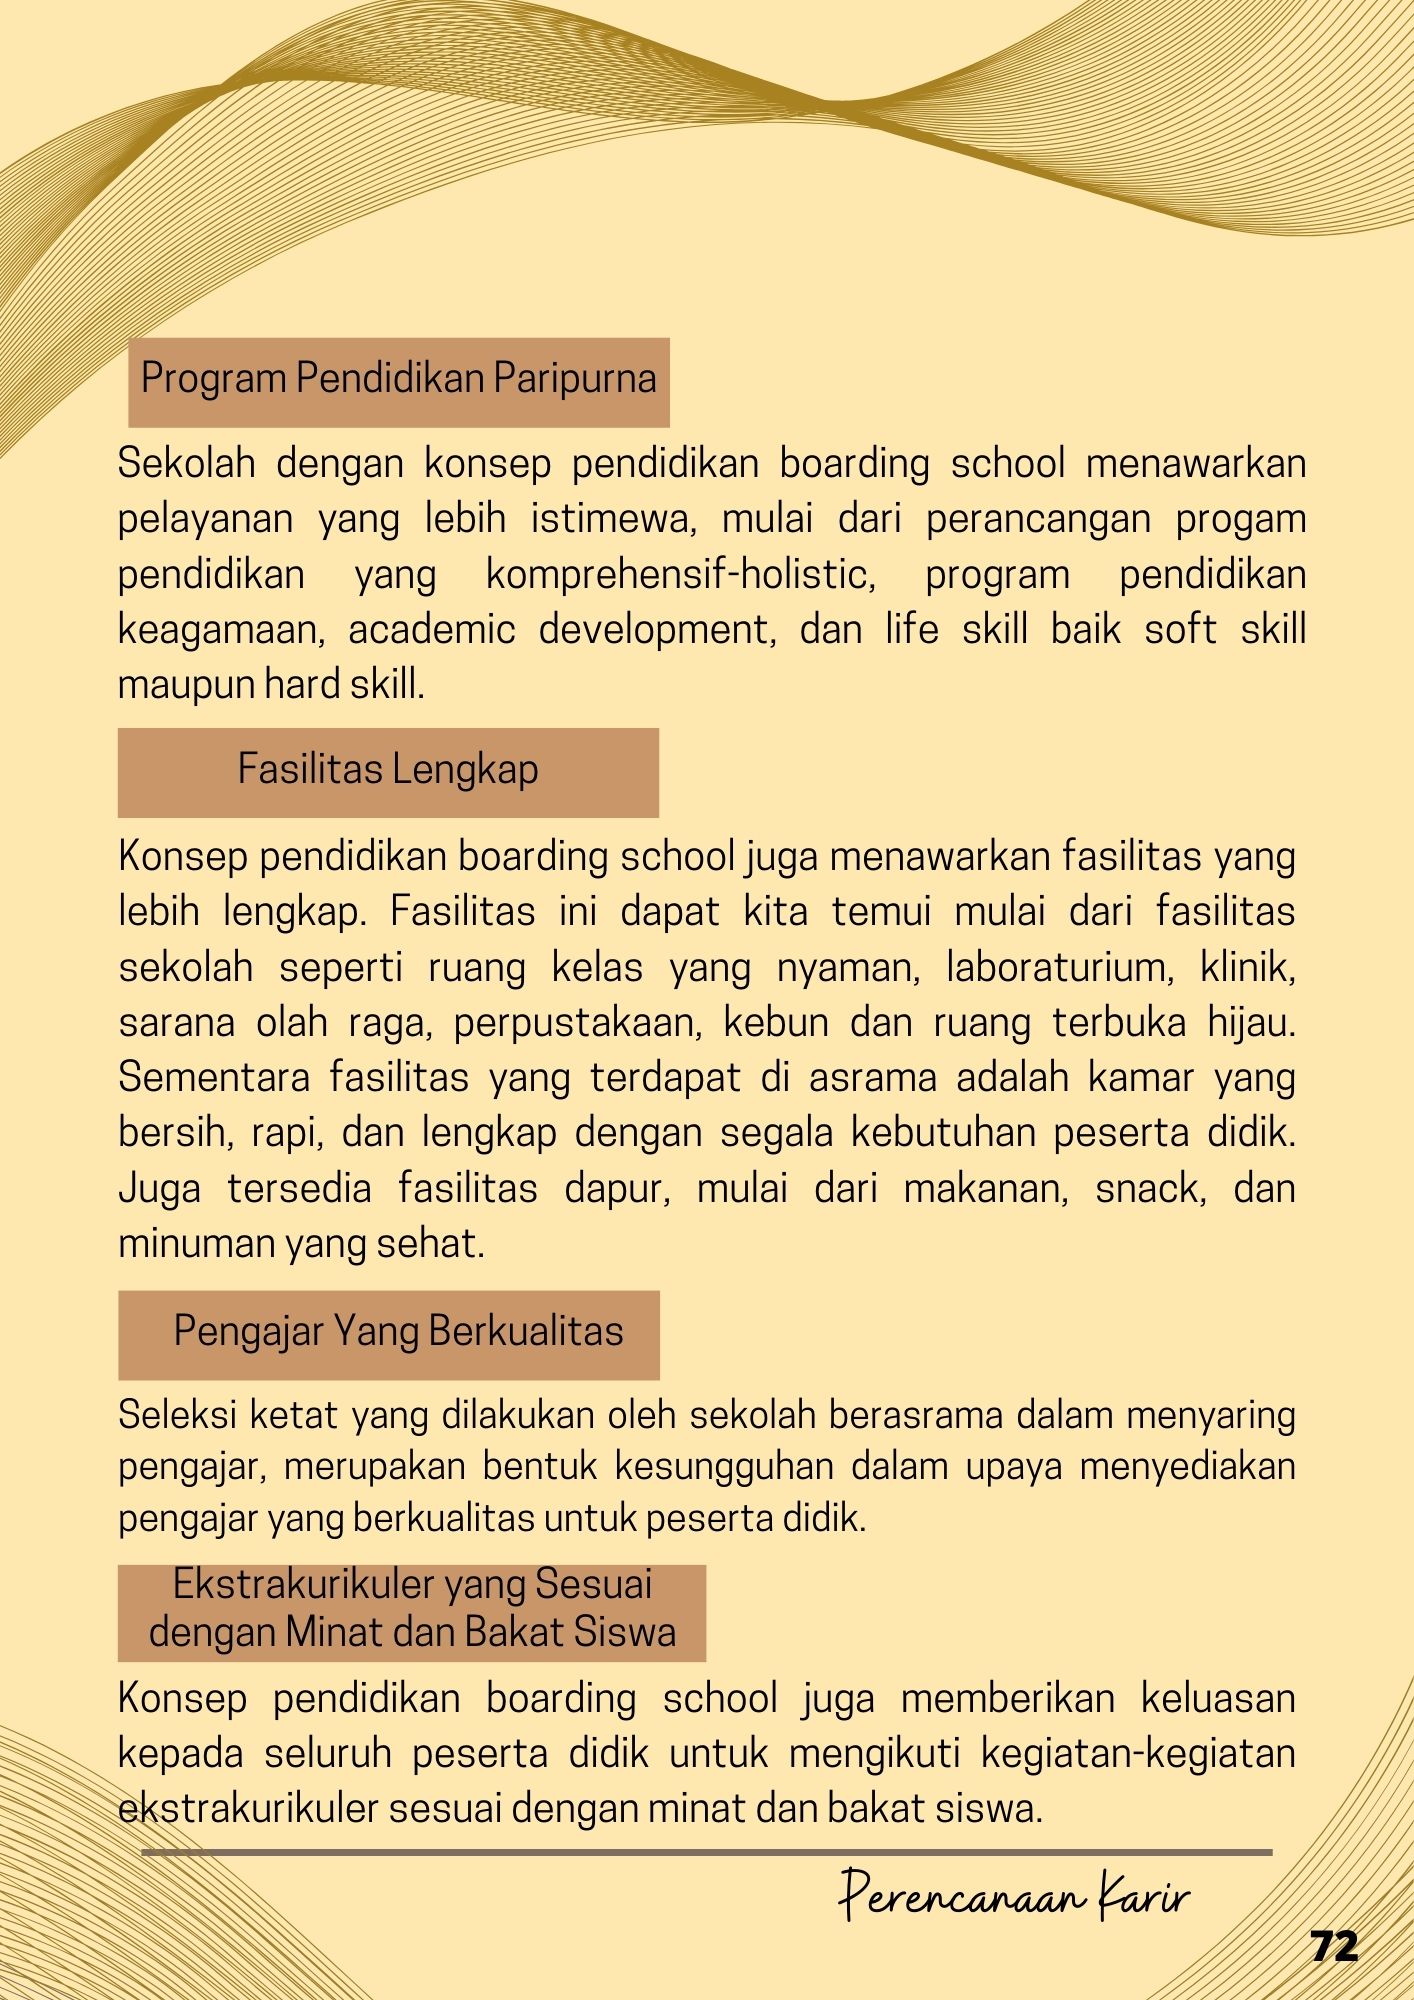 Program Pendidikan Paripurna
Sekolah dengan konsep pendidikan boarding school menawarkan
pelayanan yang lebih istimewa, mulai dari perancangan progam
pendidikan yang komprehensif-holistic, program pendidikan
keagamaan, academic development, dan life skill baik soft skill
maupun hard skill.
Fasilitas Lengkap
Konsep pendidikan boarding school juga menawarkan fasilitas yang
lebih lengkap. Fasilitas ini dapat kita temui mulai dari fasilitas
sekolah seperti ruang kelas yang nyaman, laboraturium, klinik,
sarana olah raga, perpustakaan, kebun dan ruang terbuka hijau.
Sementara fasilitas yang terdapat di asrama adalah kamar yang
bersih, rapi, dan lengkap dengan segala kebutuhan peserta didik.
Juga tersedia fasilitas dapur, mulai dari makanan, snack, dan
minuman yang sehat.
Pengajar Yang Berkualitas
Seleksi ketat yang dilakukan oleh sekolah berasrama dalam menyaring
pengajar, merupakan bentuk kesungguhan dalam upaya menyediakan
pengajar yang berkualitas untuk peserta didik.
Ekstrakurikuler yang Sesuai
dengan Minat dan Bakat Siswa
Konsep pendidikan boarding school juga memberikan keluasan
kepada seluruh peserta didik untuk mengikuti kegiatan-kegiatan
ekstrakurikuler sesuai dengan minat dan bakat siswa.
Perencanaan Karir
72